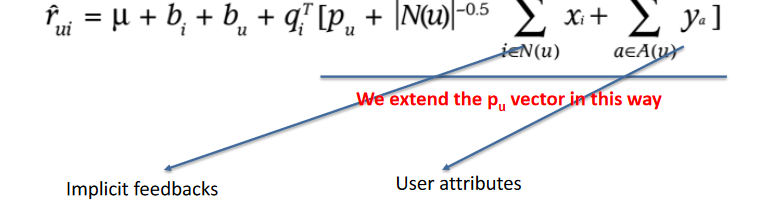 r̂ᵤᵢ = μ + bᵢ + bᵤ + qᵢᵀ [pᵤ + |N(u)|⁻⁰·⁵ ∑ xᵢ + ∑ yₐ ]
i∈N(u) a∈A(u)
We extend the pᵤ vector in this way
Implicit feedbacks
User attributes